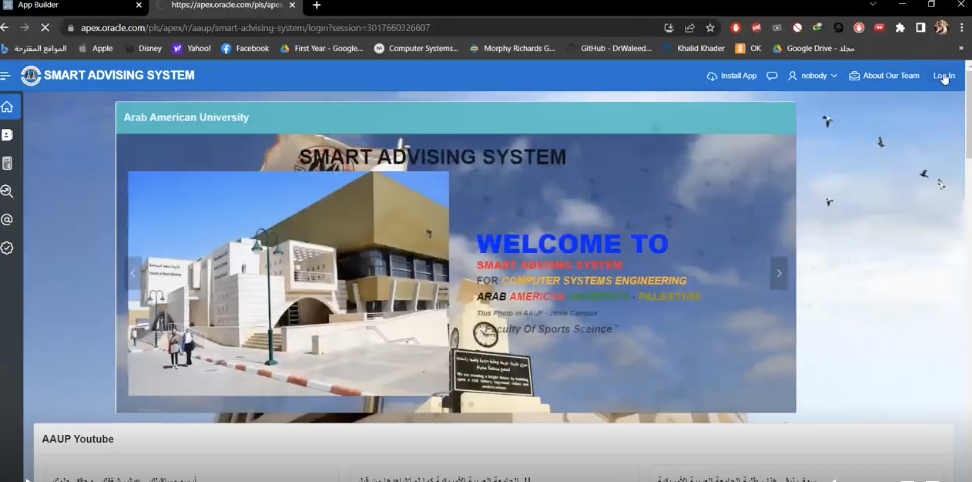 App Builder
https://apex.oracle.com/pls/apex
apex.oracle.com/pls/apex/r/aaup/smart-advising-system/login?session=3017660326607
المواقع المقترحة
Apple
Disney
Yahoo!
Facebook
First Year - Google...
Computer Systems...
Morphy Richards G...
GitHub - DrWaleed...
Khalid Khader
OK
Google Drive - مجلد
SMART ADVISING SYSTEM
Install App
nobody
About Our Team
Log In
Arab American University
SMART ADVISING SYSTEM
WELCOME TO
SMART ADVISING SYSTEM
FOR COMPUTER SYSTEMS ENGINEERING
ARAB AMERICAN UNIVERSITY - PALESTINE
This Photo in AAUP - Jenin Campus
"Faculty Of Sports Sceince"
AAUP Youtube